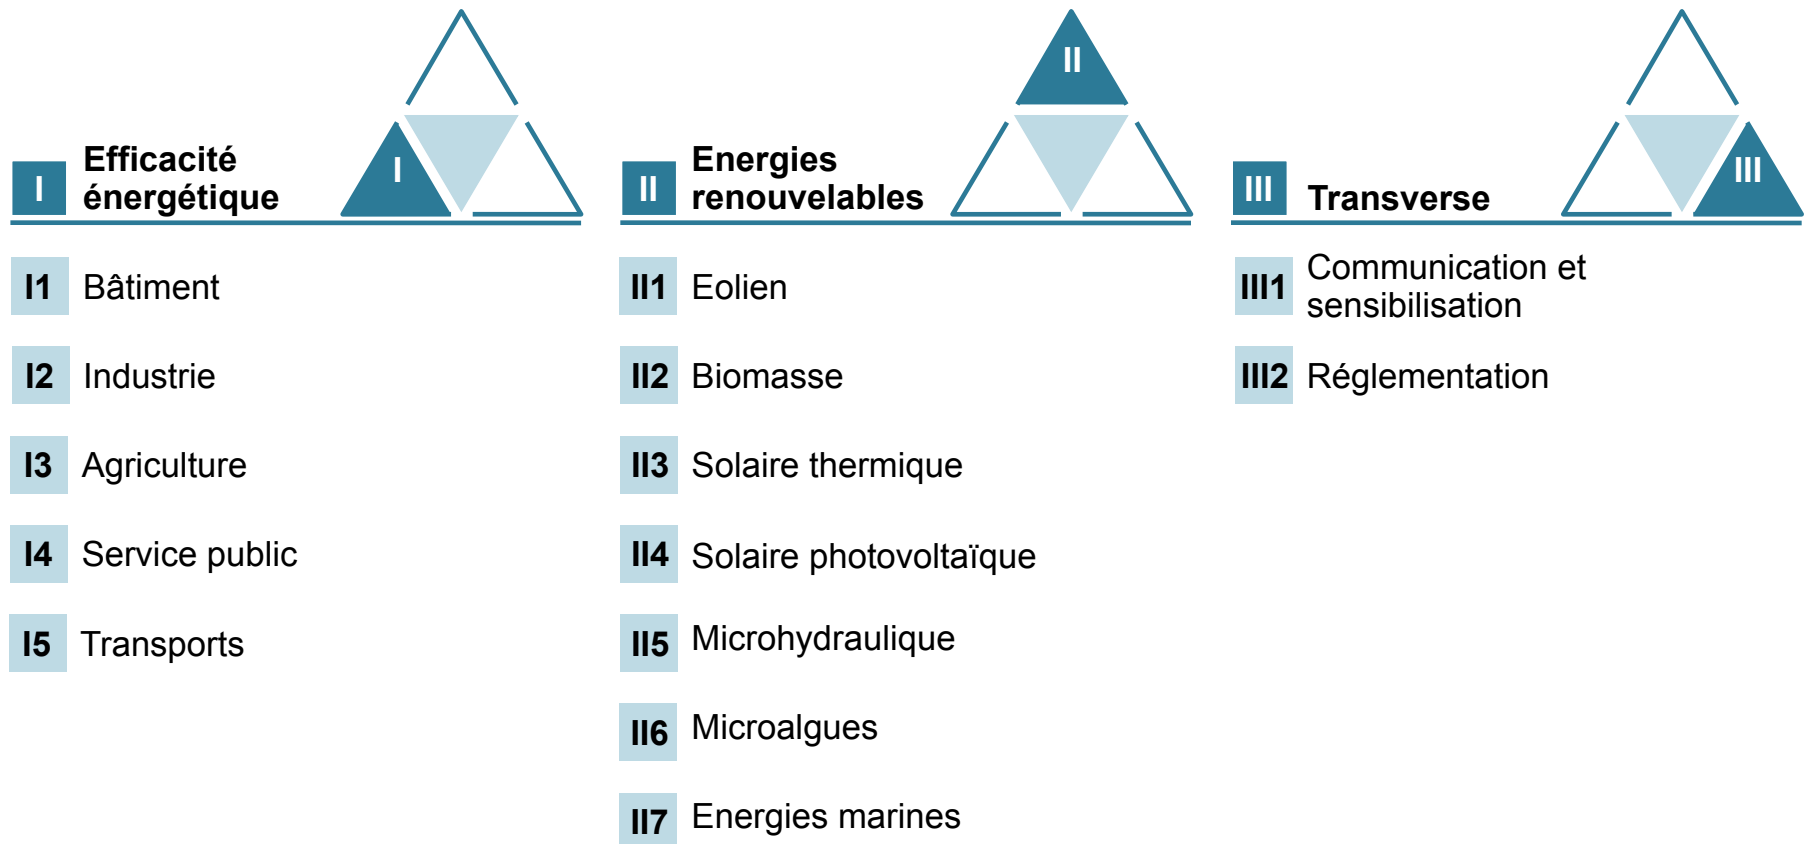 I
Efficacité
énergétique
I
I1 Bâtiment
I2 Industrie
I3 Agriculture
I4 Service public
I5 Transports
II
Energies
renouvelables
II
II1 Eolien
II2 Biomasse
II3 Solaire thermique
II4 Solaire photovoltaïque
II5 Microhydraulique
II6 Microalgues
II7 Energies marines
III
Transverse
III
III1 Communication et
sensibilisation
III2 Réglementation